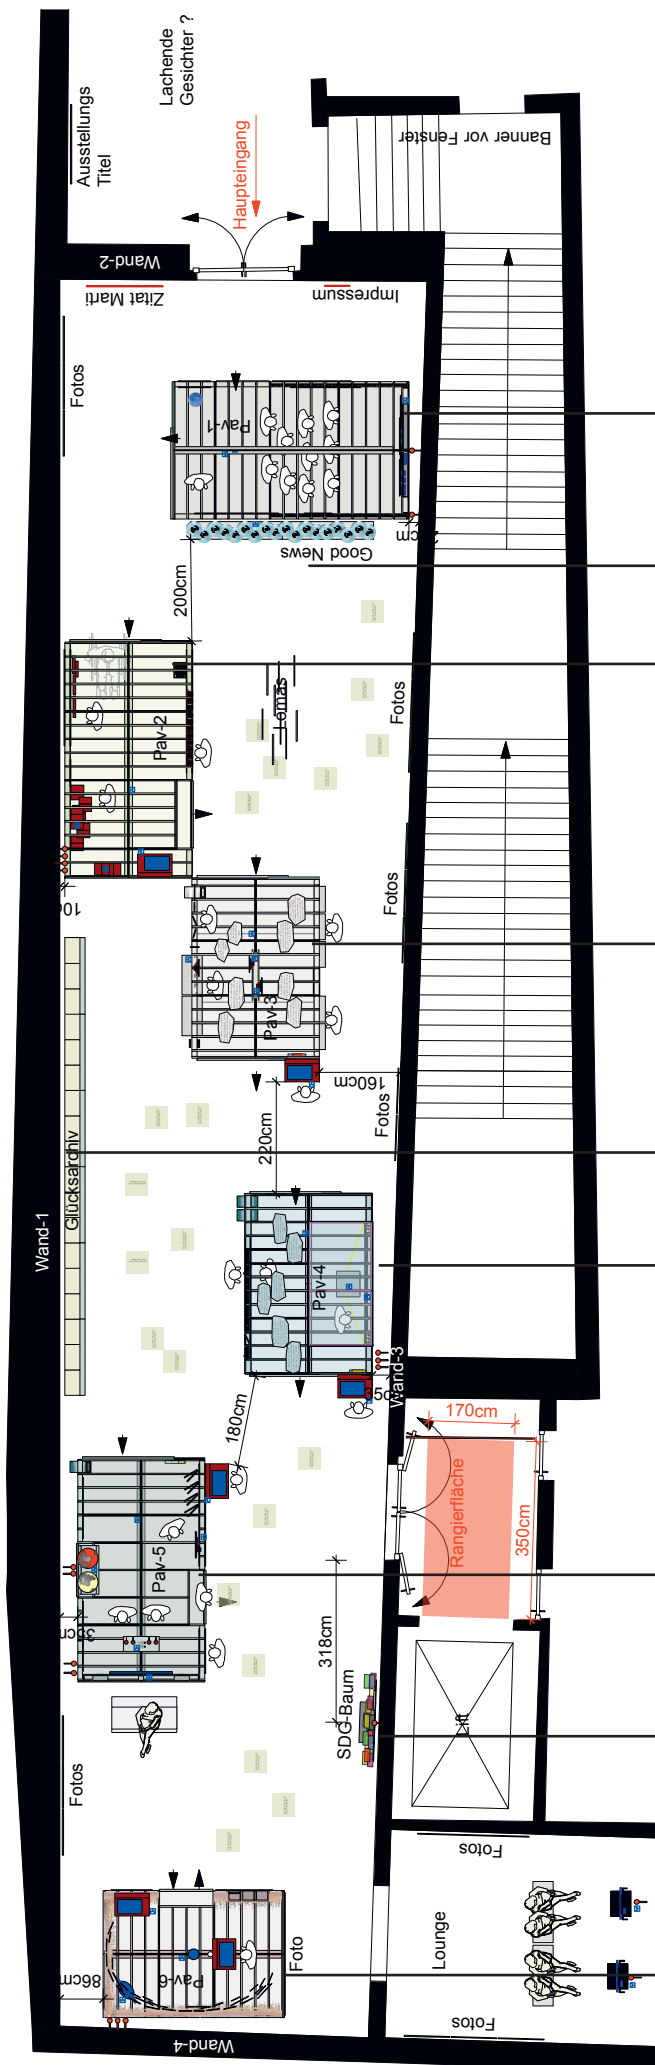 Lachende
Gesichter ?
Ausstellungs
Titel
Haupteingang
Banner vor Fenster
Wand-2
Zitat Marti
Impressum
Fotos
Pav-1
Good News
200cm
Pav-2
Lomas
Fotos
Fotos
Pav-3
160cm
Fotos
220cm
Glücksarchiv
Wand-1
Pav-4
Wand-3
180cm
170cm
Rangierfläche
350cm
Pav-5
318cm
SDG-Baum
Lift
Fotos
Fotos
Lounge
Foto
Pav-6
86cm
Fotos
Wand-4